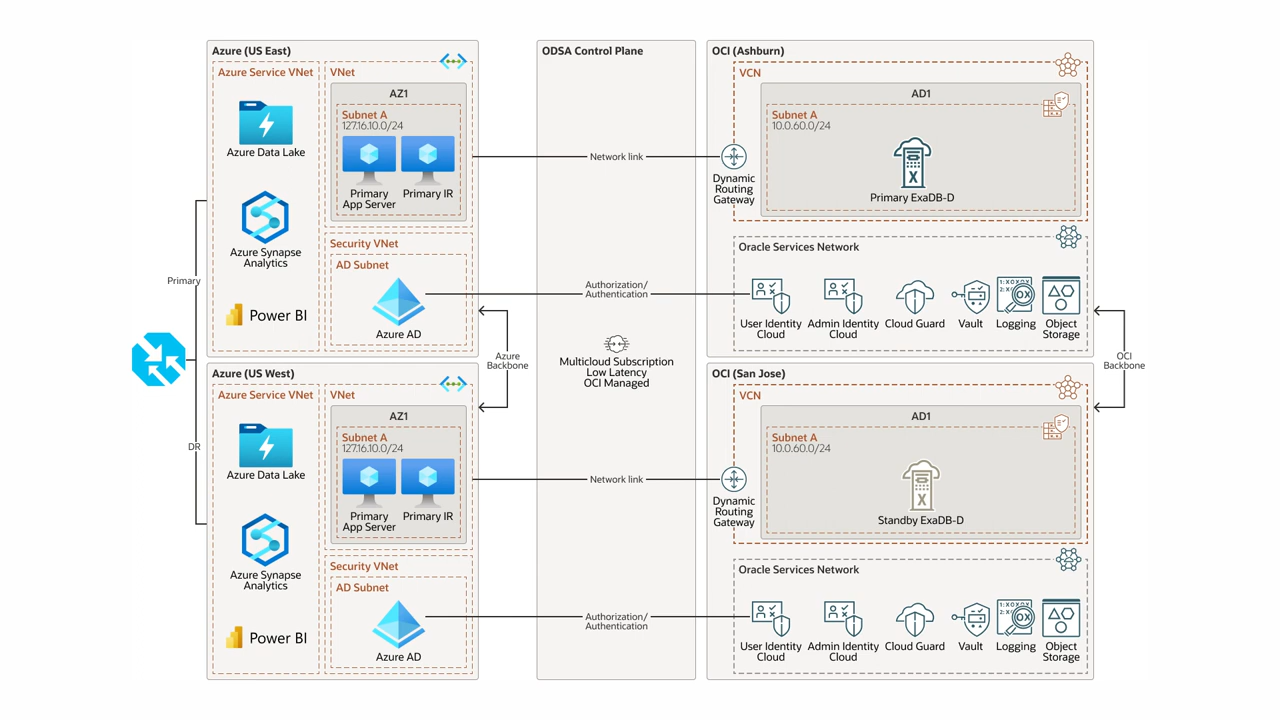 Azure (US East)
Azure Service VNet
Azure Data Lake
Azure Synapse
Analytics
Power BI
VNet
AZ1
Subnet A
127.16.10.0/24
Primary
App Server
Primary IR
Security VNet
AD Subnet
Azure AD
Primary
DR
Azure (US West)
Azure Service VNet
Azure Data Lake
Azure Synapse
Analytics
Power BI
VNet
AZ1
Subnet A
127.16.10.0/24
Primary
App Server
Primary IR
Security VNet
AD Subnet
Azure AD
Azure
Backbone
ODSA Control Plane
Network link
Authorization/
Authentication
Multicloud Subscription
Low Latency
OCI Managed
Network link
Authorization/
Authentication
OCI (Ashburn)
VCN
AD1
Subnet A
10.0.60.0/24
Primary ExaDB-D
X
Dynamic
Routing
Gateway
Oracle Services Network
User Identity
Cloud
Admin Identity
Cloud
Cloud Guard
Vault
Logging
Object
Storage
OCI
Backbone
OCI (San Jose)
VCN
AD1
Subnet A
10.0.60.0/24
X
Standby ExaDB-D
Dynamic
Routing
Gateway
Oracle Services Network
User Identity
Cloud
Admin Identity
Cloud
Cloud Guard
Vault
Logging
Object
Storage